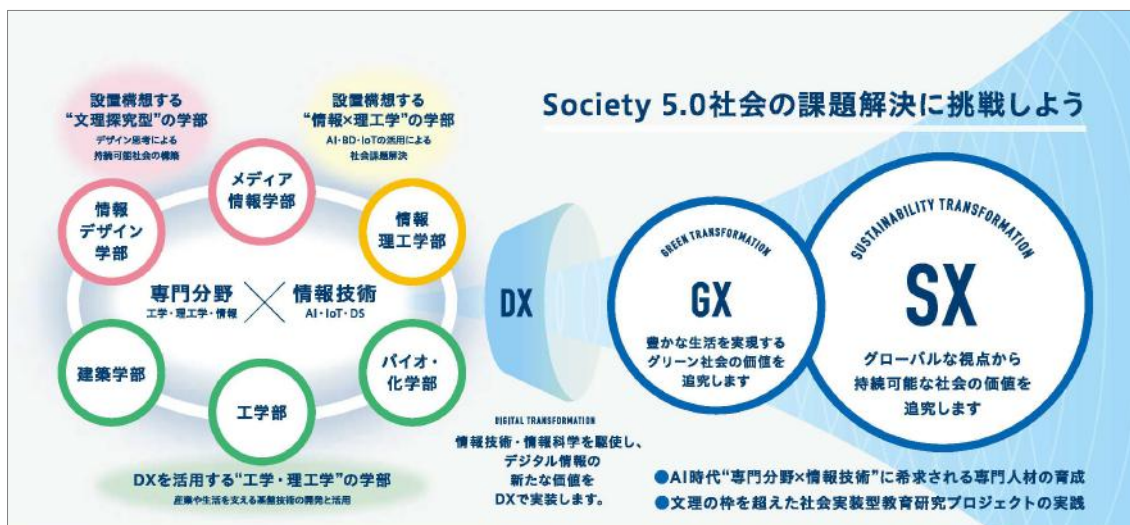 設置構想する
“文理探究型”の学部
デザイン思考による
持続可能社会の構築
設置構想する
“情報×理工学”の学部
AI・BD・IoTの活用による
社会課題解決
メディア
情報学部
情報
デザイン
学部
情報
理工学部
専門分野
工学・理工学・情報
情報技術
AI・IoT・DS
建築学部
工学部
バイオ・
化学部
DXを活用する“工学・理工学”の学部
産業や生活を支える基盤技術の開発と活用
Society 5.0社会の課題解決に挑戦しよう
DX
DIGITAL TRANSFORMATION
情報技術・情報科学を駆使し、
デジタル情報の
新たな価値を
DXで実装します。
GREEN TRANSFORMATION
GX
豊かな生活を実現する
グリーン社会の価値を
追究します
SUSTAINABILITY TRANSFORMATION
SX
グローバルな視点から
持続可能な社会の価値を
追究します
●AI時代“専門分野×情報技術”に希求される専門人材の育成
●文理の枠を超えた社会実装型教育研究プロジェクトの実践